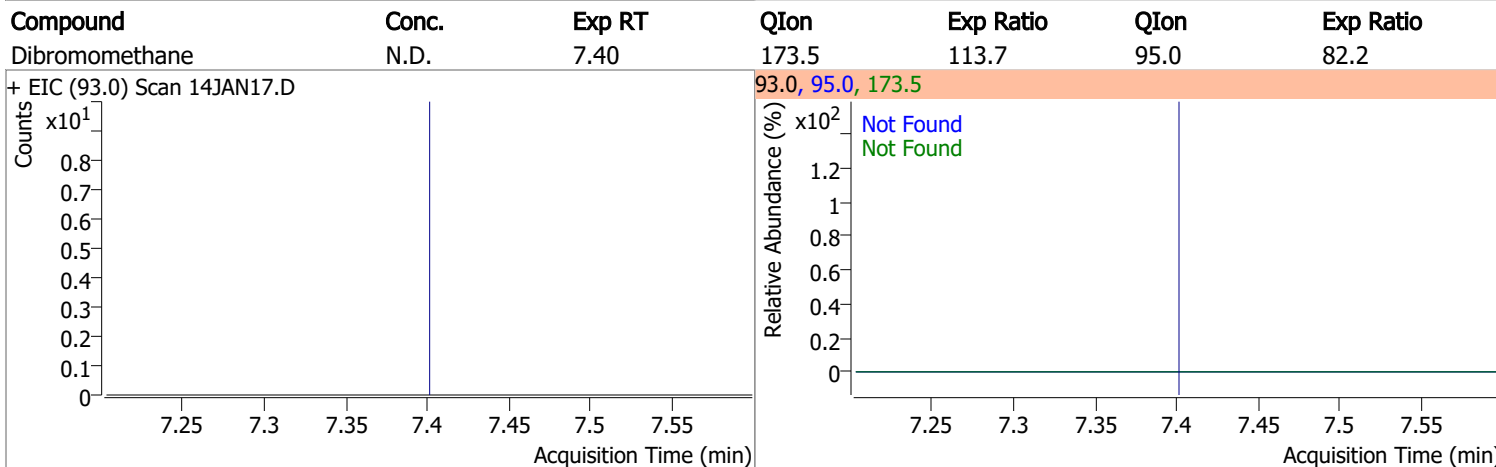 Compound Conc. Exp RT QIon Exp Ratio QIon Exp Ratio
Dibromomethane N.D. 7.40 173.5 113.7 95.0 82.2
+ EIC (93.0) Scan 14JAN17.D
Counts
x10¹
0.8
0.7
0.6
0.5
0.4
0.3
0.2
0.1
0
7.25 7.3 7.35 7.4 7.45 7.5 7.55
Acquisition Time (min)
93.0, 95.0, 173.5
Relative Abundance (%)
x10²
Not Found
Not Found
1.2
1
0.8
0.6
0.4
0.2
0
7.25 7.3 7.35 7.4 7.45 7.5 7.55
Acquisition Time (min)